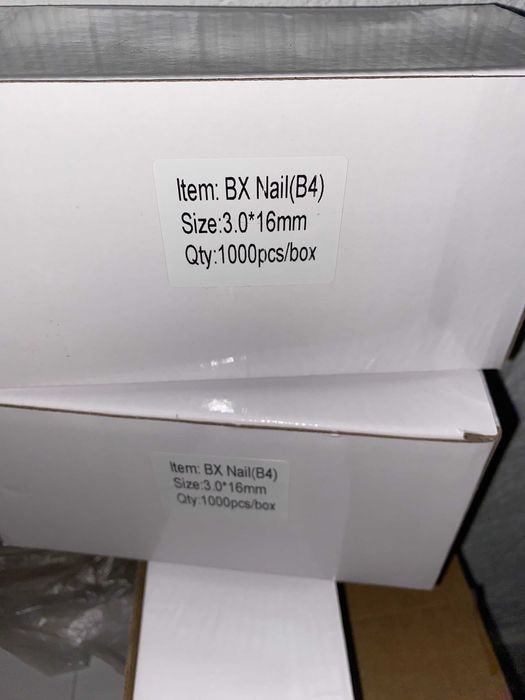 Item: BX Nail(B4)
Size:3.0*16mm
Qty:1000pcs/box
Item: BX Nail(B4)
Size:3.0*16mm
Qty:1000pcs/box